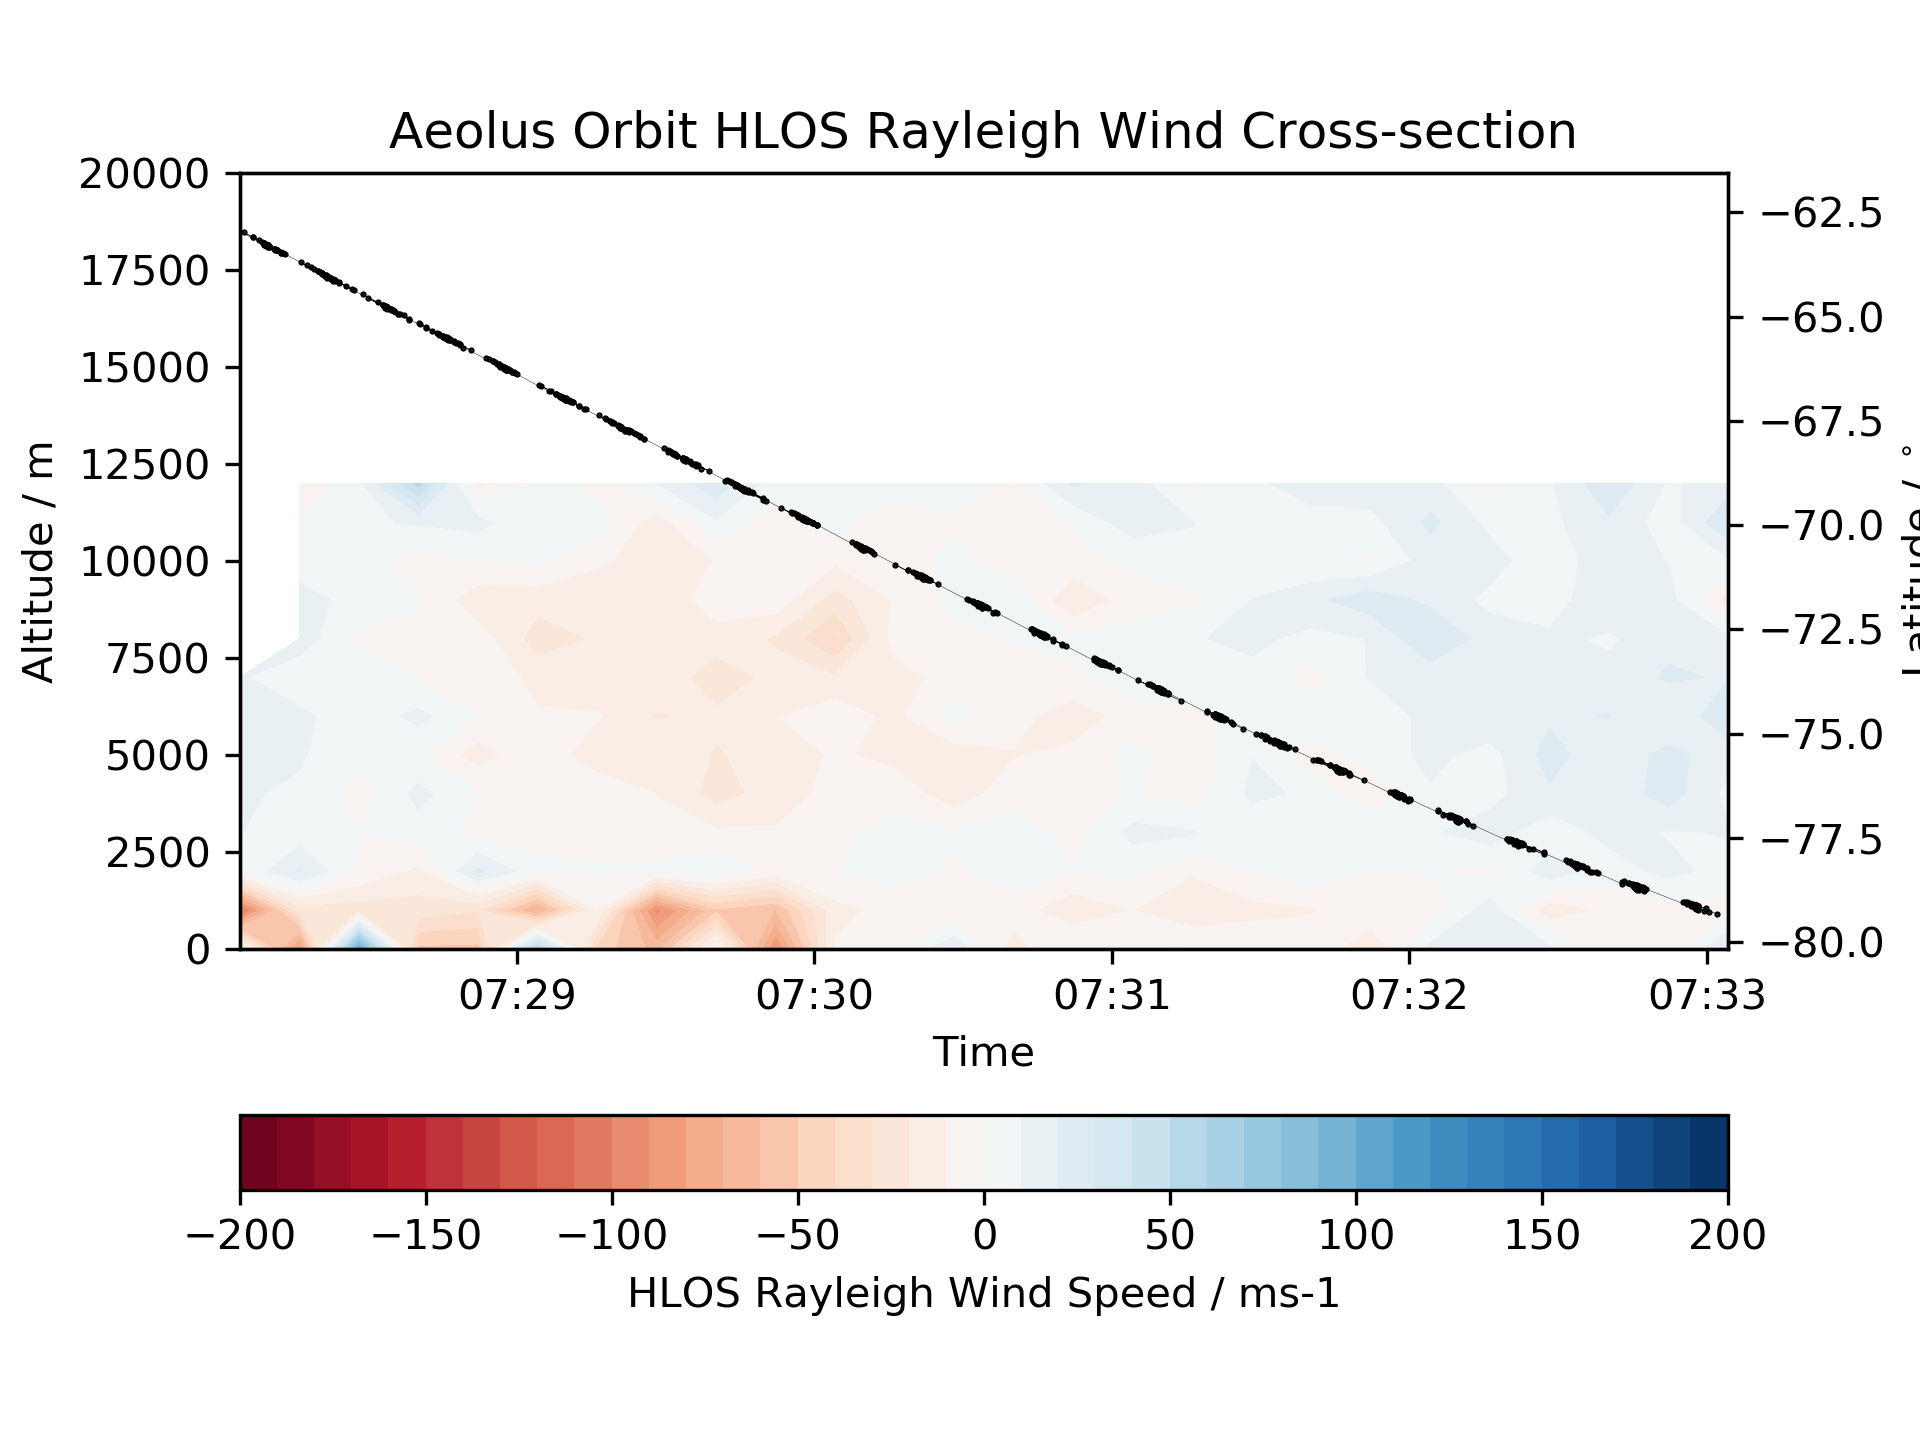 Aeolus Orbit HLOS Rayleigh Wind Cross-section
20000
17500
15000
12500
10000
7500
5000
2500
0
Altitude / m
−62.5
−65.0
−67.5
−70.0
−72.5
−75.0
−77.5
−80.0
Latitude / °
07:29 07:30 07:31 07:32 07:33
Time
−200 −150 −100 −50 0 50 100 150 200
HLOS Rayleigh Wind Speed / ms-1